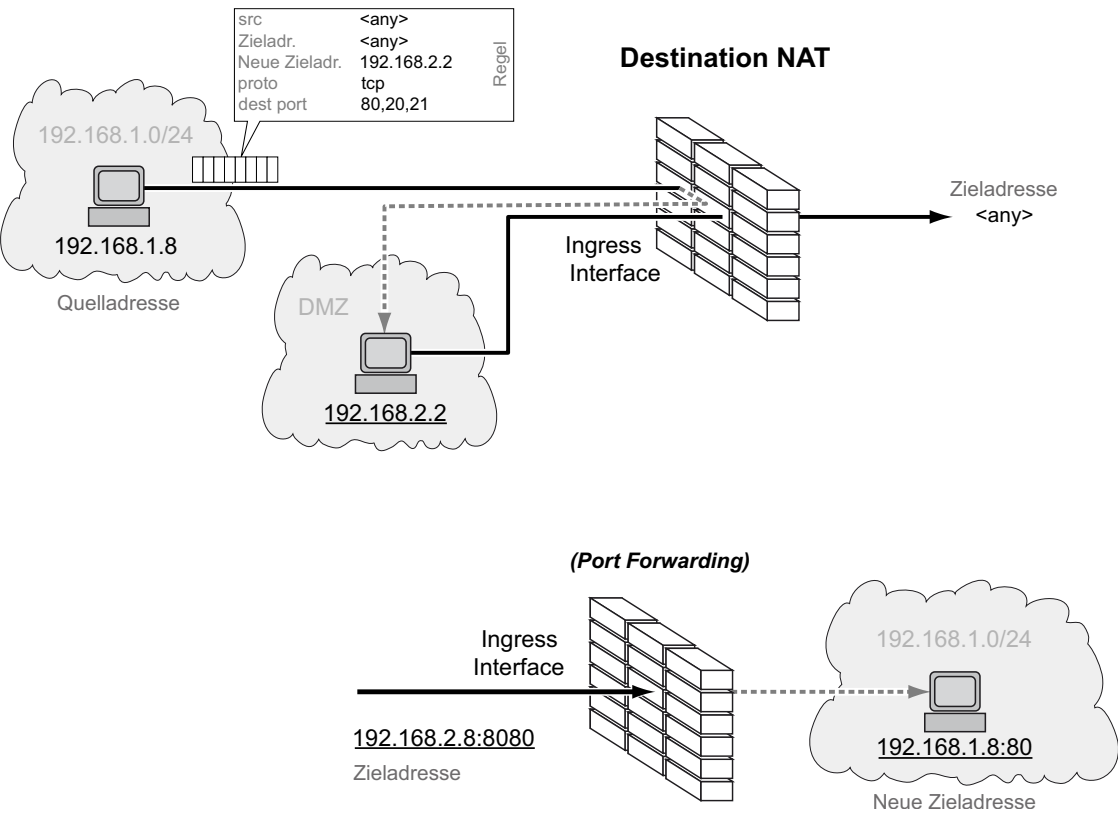 src <any>
Zieladr. <any>
Neue Zieladr. 192.168.2.2
proto tcp
dest port 80,20,21
Regel
Destination NAT
192.168.1.0/24
192.168.1.8
Quelladresse
Zieladresse
<any>
Ingress
Interface
DMZ
192.168.2.2
(Port Forwarding)
Ingress
Interface
192.168.2.8:8080
Zieladresse
192.168.1.0/24
192.168.1.8:80
Neue Zieladresse